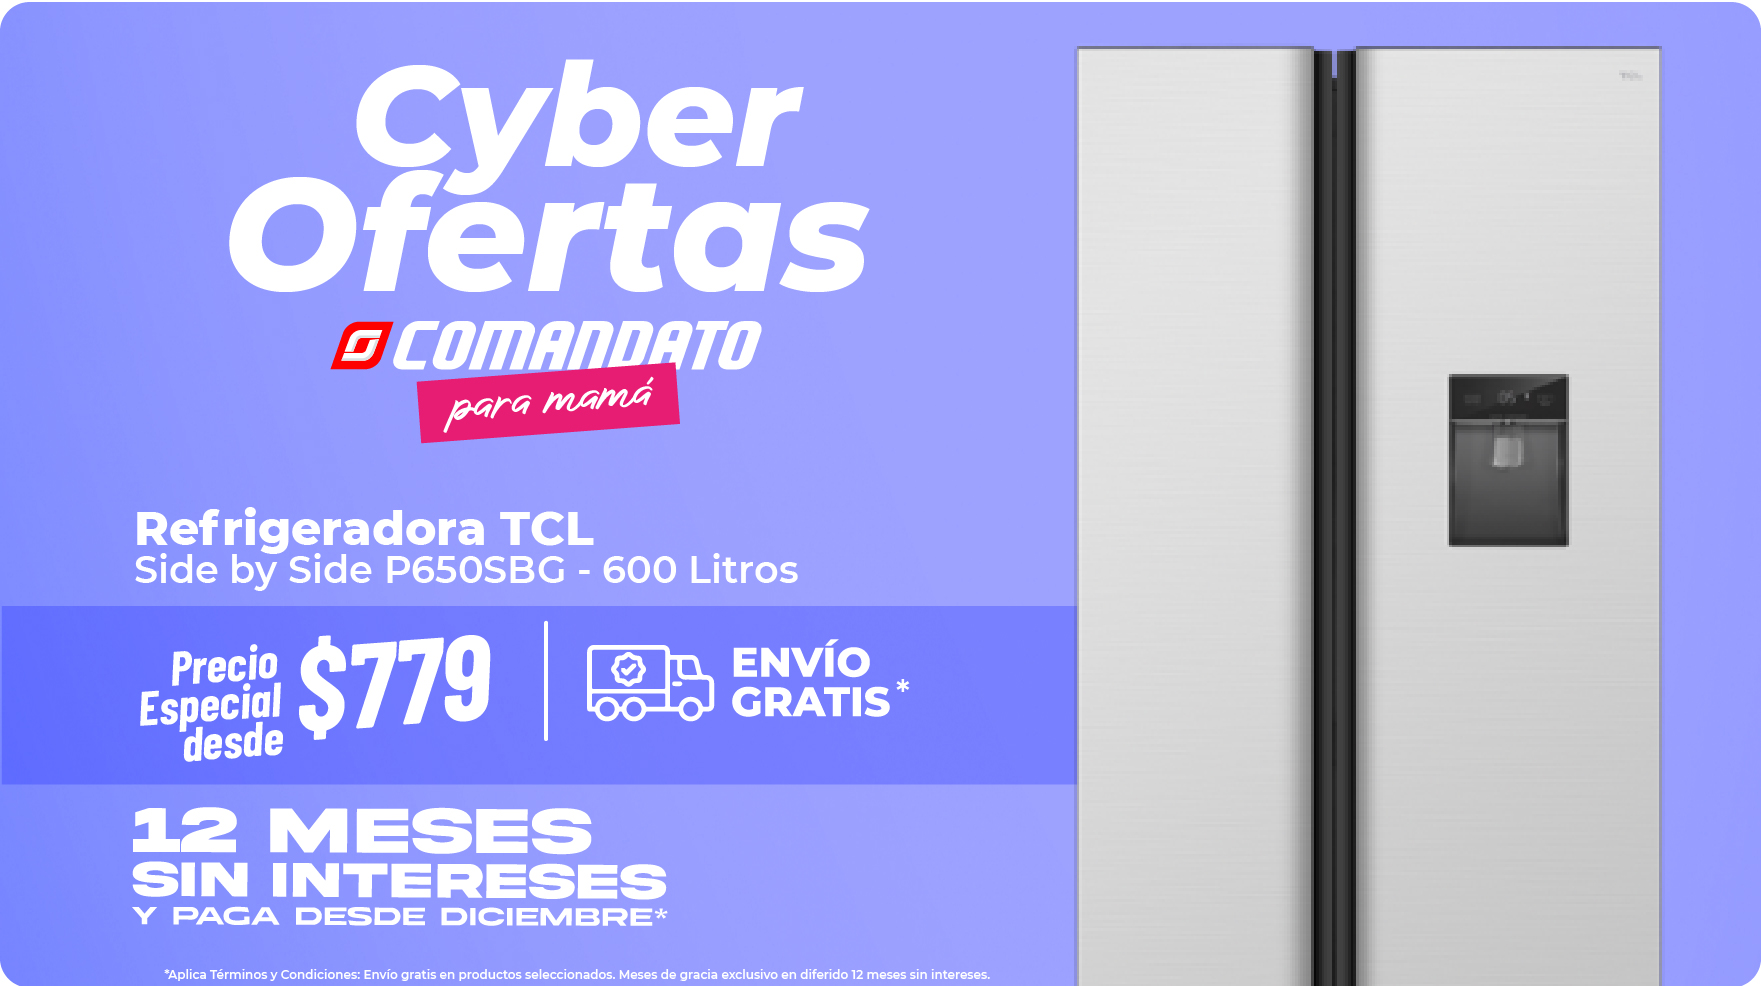 Cyber
Ofertas
COMANDATO
para mamá
Refrigeradora TCL
Side by Side P650SBG - 600 Litros
Precio
Especial
desde
$779
ENVÍO
GRATIS*
12 MESES
SIN INTERESES
Y PAGA DESDE DICIEMBRE*
*Aplica Términos y Condiciones: Envío gratis en productos seleccionados. Meses de gracia exclusivo en diferido 12 meses sin intereses.
TCL